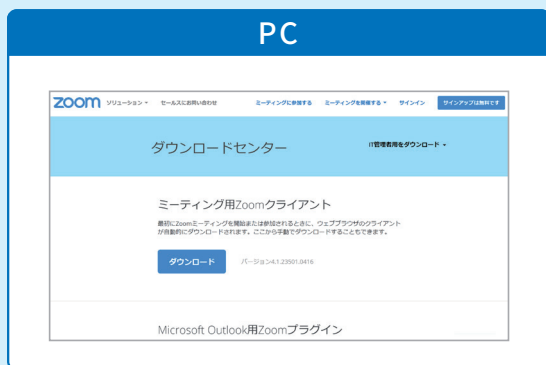 PC
zoom ソリューション セールスにお問い合わせ ミーティングに参加する ミーティングを開催する サインイン サインアップは無料です
ダウンロードセンター IT管理者用をダウンロード
ミーティング用Zoomクライアント
最初にZoomミーティングを開始または参加されるときに、ウェブブラウザのクライアント
が自動的にダウンロードされます。ここから手動でダウンロードすることもできます。
ダウンロード バージョン4.1.23501.0416
Microsoft Outlook用Zoomプラグイン